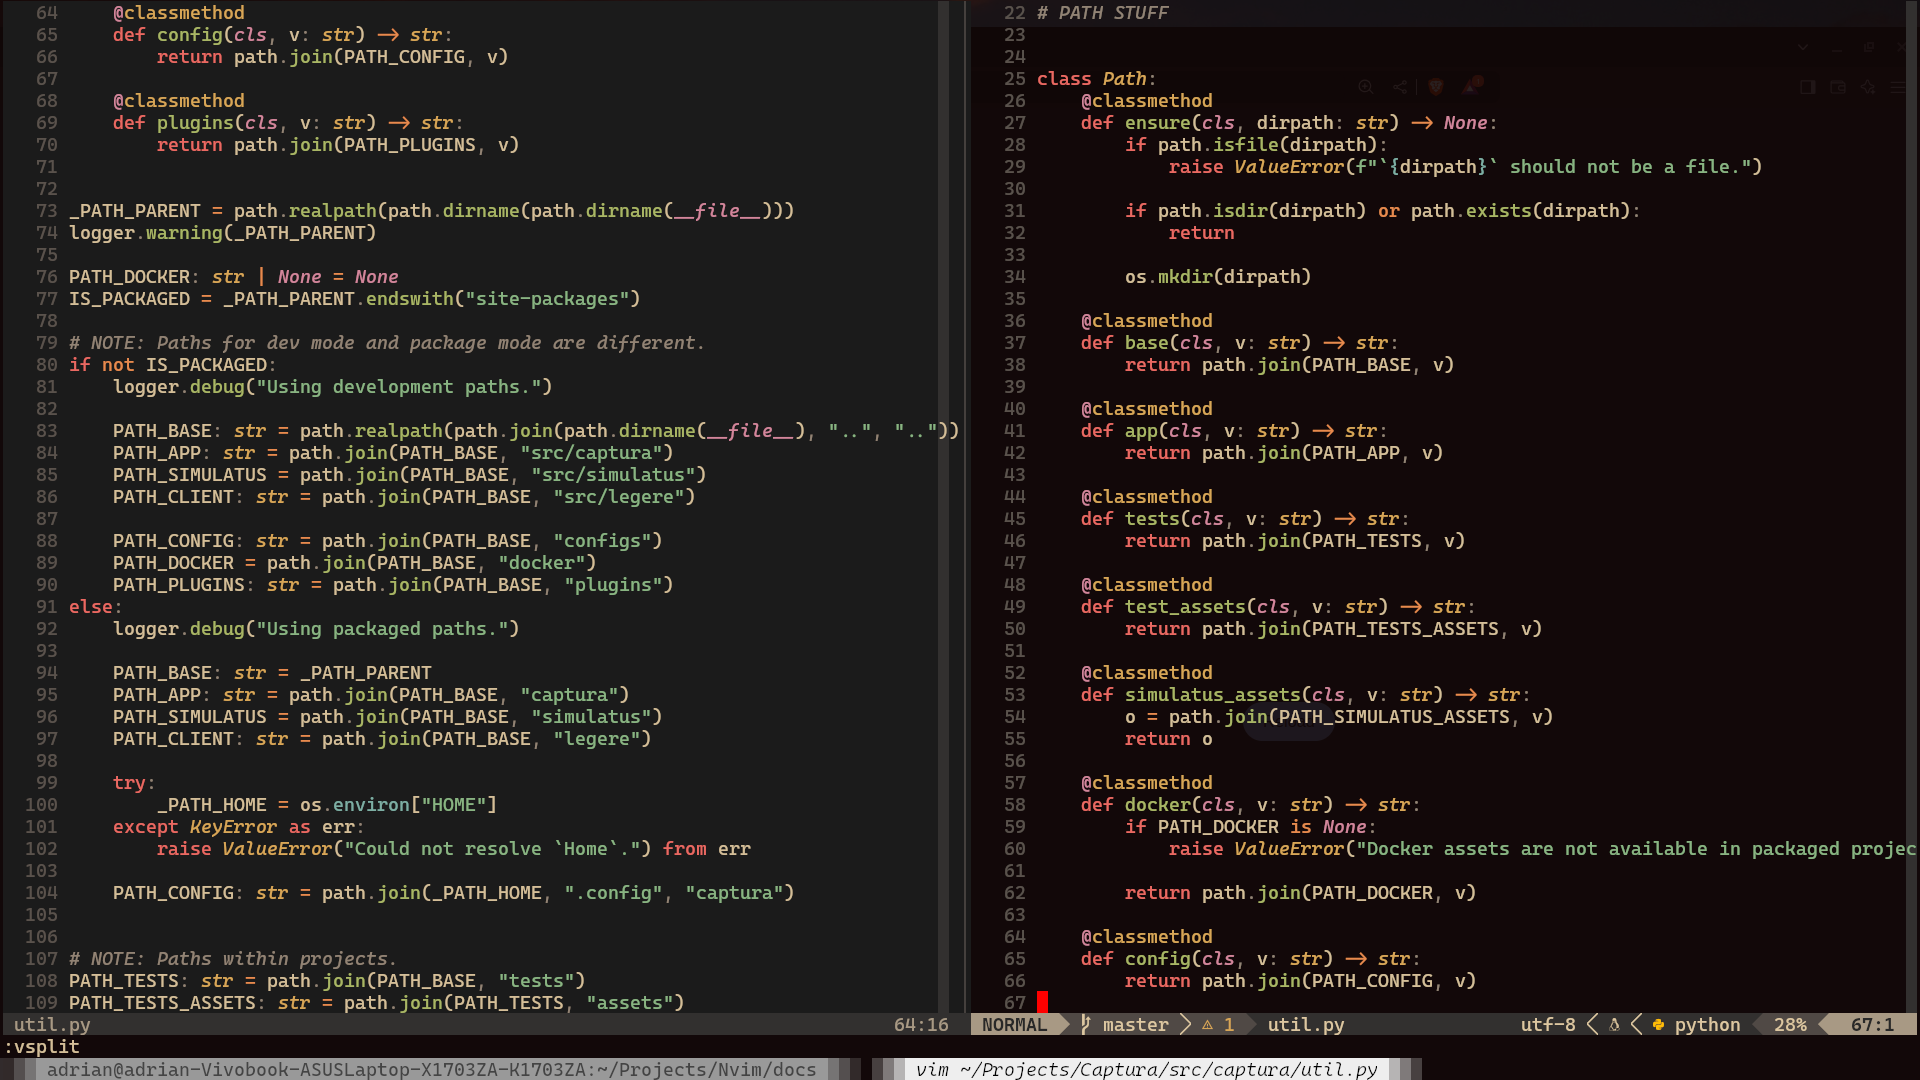 64     @classmethod
65     def config(cls, v: str) -> str:
66         return path.join(PATH_CONFIG, v)
67
68     @classmethod
69     def plugins(cls, v: str) -> str:
70         return path.join(PATH_PLUGINS, v)
71
72
73 _PATH_PARENT = path.realpath(path.dirname(path.dirname(__file__)))
74 logger.warning(_PATH_PARENT)
75
76 PATH_DOCKER: str | None = None
77 IS_PACKAGED = _PATH_PARENT.endswith("site-packages")
78
79 # NOTE: Paths for dev mode and package mode are different.
80 if not IS_PACKAGED:
81     logger.debug("Using development paths.")
82
83     PATH_BASE: str = path.realpath(path.join(path.dirname(__file__), "..", ".."))
84     PATH_APP: str = path.join(PATH_BASE, "src/captura")
85     PATH_SIMULATUS = path.join(PATH_BASE, "src/simulatus")
86     PATH_CLIENT: str = path.join(PATH_BASE, "src/legere")
87
88     PATH_CONFIG: str = path.join(PATH_BASE, "configs")
89     PATH_DOCKER = path.join(PATH_BASE, "docker")
90     PATH_PLUGINS: str = path.join(PATH_BASE, "plugins")
91 else:
92     logger.debug("Using packaged paths.")
93
94     PATH_BASE: str = _PATH_PARENT
95     PATH_APP: str = path.join(PATH_BASE, "captura")
96     PATH_SIMULATUS = path.join(PATH_BASE, "simulatus")
97     PATH_CLIENT: str = path.join(PATH_BASE, "legere")
98
99     try:
100         _PATH_HOME = os.environ["HOME"]
101     except KeyError as err:
102         raise ValueError("Could not resolve `Home`.") from err
103
104     PATH_CONFIG: str = path.join(_PATH_HOME, ".config", "captura")
105
106
107 # NOTE: Paths within projects.
108 PATH_TESTS: str = path.join(PATH_BASE, "tests")
109 PATH_TESTS_ASSETS: str = path.join(PATH_TESTS, "assets")
util.py 64:16
22 # PATH STUFF
23
24
25 class Path:
26     @classmethod
27     def ensure(cls, dirpath: str) -> None:
28         if path.isfile(dirpath):
29             raise ValueError(f"`{dirpath}` should not be a file.")
30
31         if path.isdir(dirpath) or path.exists(dirpath):
32             return
33
34         os.mkdir(dirpath)
35
36     @classmethod
37     def base(cls, v: str) -> str:
38         return path.join(PATH_BASE, v)
39
40     @classmethod
41     def app(cls, v: str) -> str:
42         return path.join(PATH_APP, v)
43
44     @classmethod
45     def tests(cls, v: str) -> str:
46         return path.join(PATH_TESTS, v)
47
48     @classmethod
49     def test_assets(cls, v: str) -> str:
50         return path.join(PATH_TESTS_ASSETS, v)
51
52     @classmethod
53     def simulatus_assets(cls, v: str) -> str:
54         o = path.join(PATH_SIMULATUS_ASSETS, v)
55         return o
56
57     @classmethod
58     def docker(cls, v: str) -> str:
59         if PATH_DOCKER is None:
60             raise ValueError("Docker assets are not available in packaged projec
61
62         return path.join(PATH_DOCKER, v)
63
64     @classmethod
65     def config(cls, v: str) -> str:
66         return path.join(PATH_CONFIG, v)
67
NORMAL master ⚠ 1 util.py utf-8 python 28% 67:1
:vsplit
adrian@adrian-Vivobook-ASUSLaptop-X1703ZA-K1703ZA:~/Projects/Nvim/docs
vim ~/Projects/Captura/src/captura/util.py